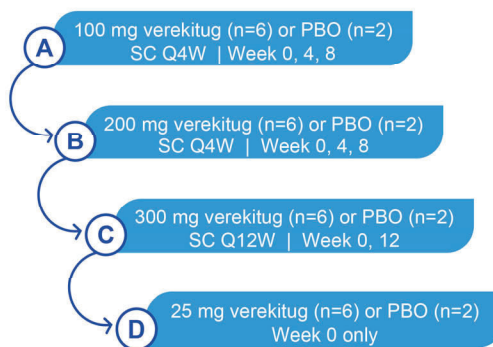 A
100 mg verekitug (n=6) or PBO (n=2)
SC Q4W | Week 0, 4, 8
B
200 mg verekitug (n=6) or PBO (n=2)
SC Q4W | Week 0, 4, 8
C
300 mg verekitug (n=6) or PBO (n=2)
SC Q12W | Week 0, 12
D
25 mg verekitug (n=6) or PBO (n=2)
Week 0 only